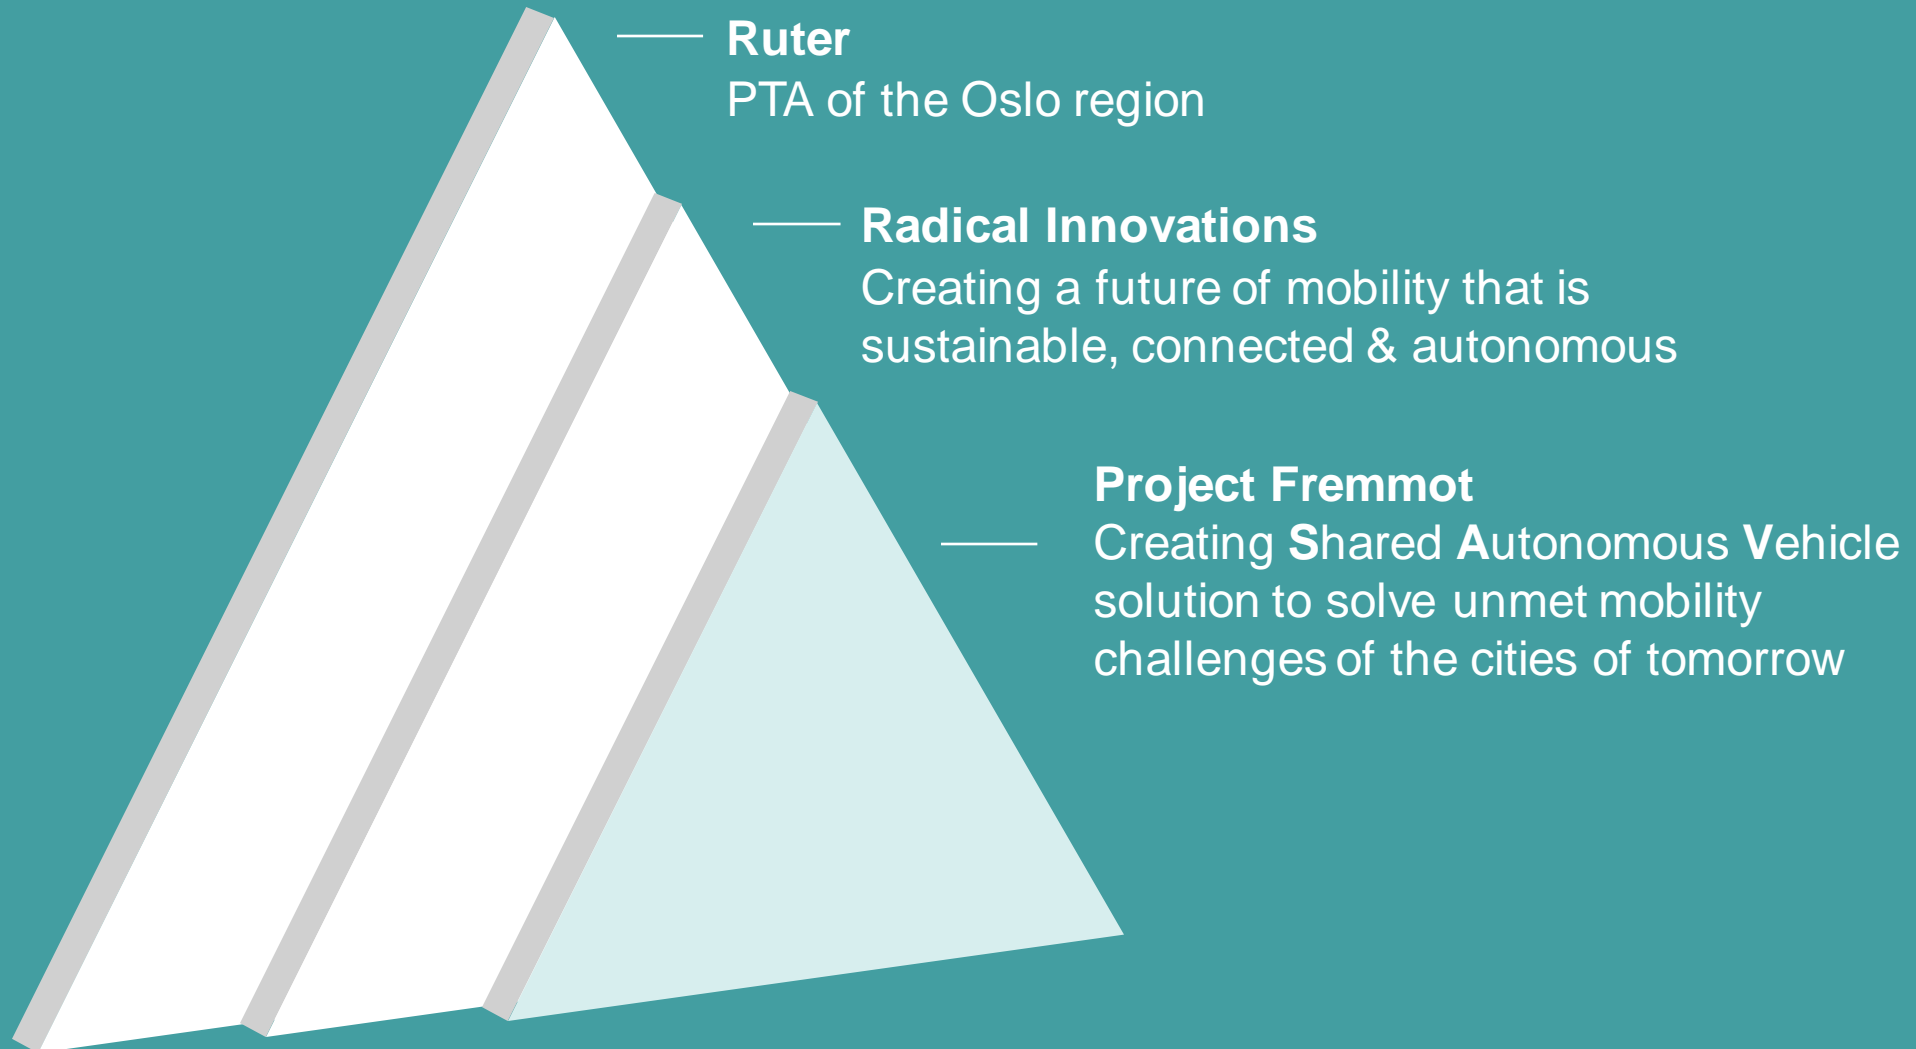 Ruter
PTA of the Oslo region
Radical Innovations
Creating a future of mobility that is
sustainable, connected & autonomous
Project Fremmot
Creating Shared Autonomous Vehicle
solution to solve unmet mobility
challenges of the cities of tomorrow